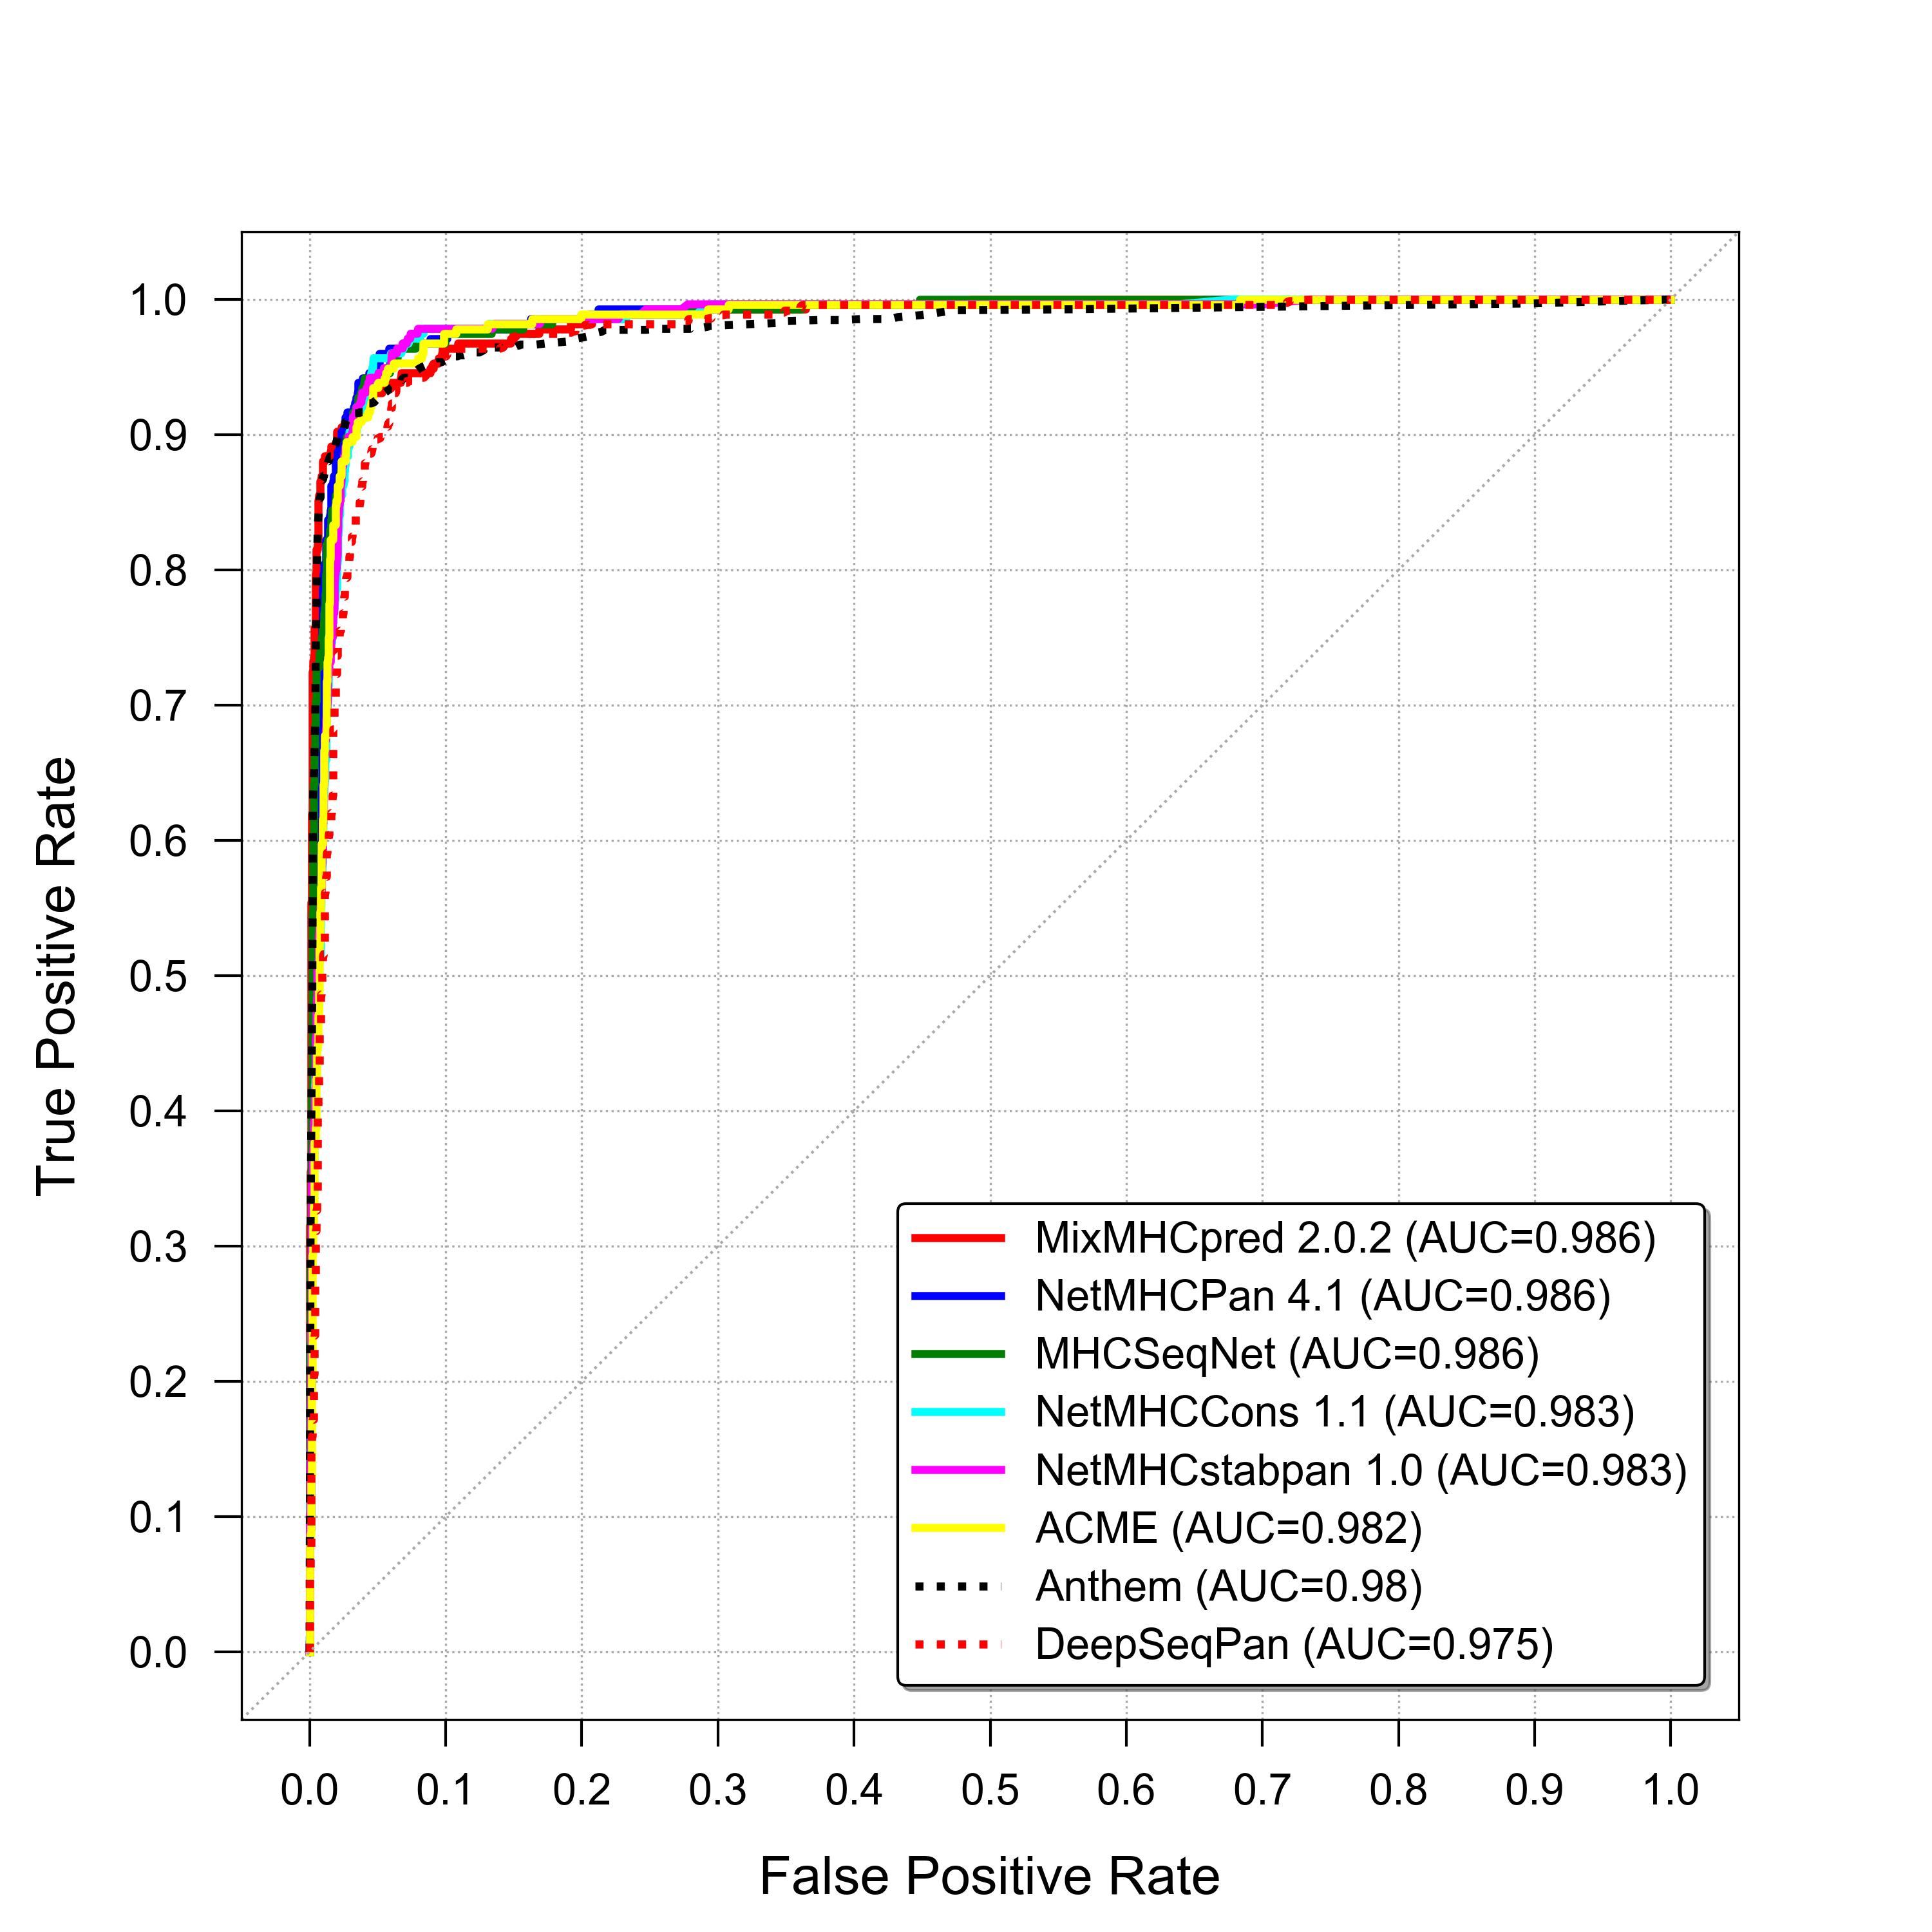 1.0
0.9
0.8
0.7
0.6
0.5
0.4
0.3
0.2
0.1
0.0
True Positive Rate
MixMHCpred 2.0.2 (AUC=0.986)
NetMHCPan 4.1 (AUC=0.986)
MHCSeqNet (AUC=0.986)
NetMHCCons 1.1 (AUC=0.983)
NetMHCstabpan 1.0 (AUC=0.983)
ACME (AUC=0.982)
Anthem (AUC=0.98)
DeepSeqPan (AUC=0.975)
0.0 0.1 0.2 0.3 0.4 0.5 0.6 0.7 0.8 0.9 1.0
False Positive Rate